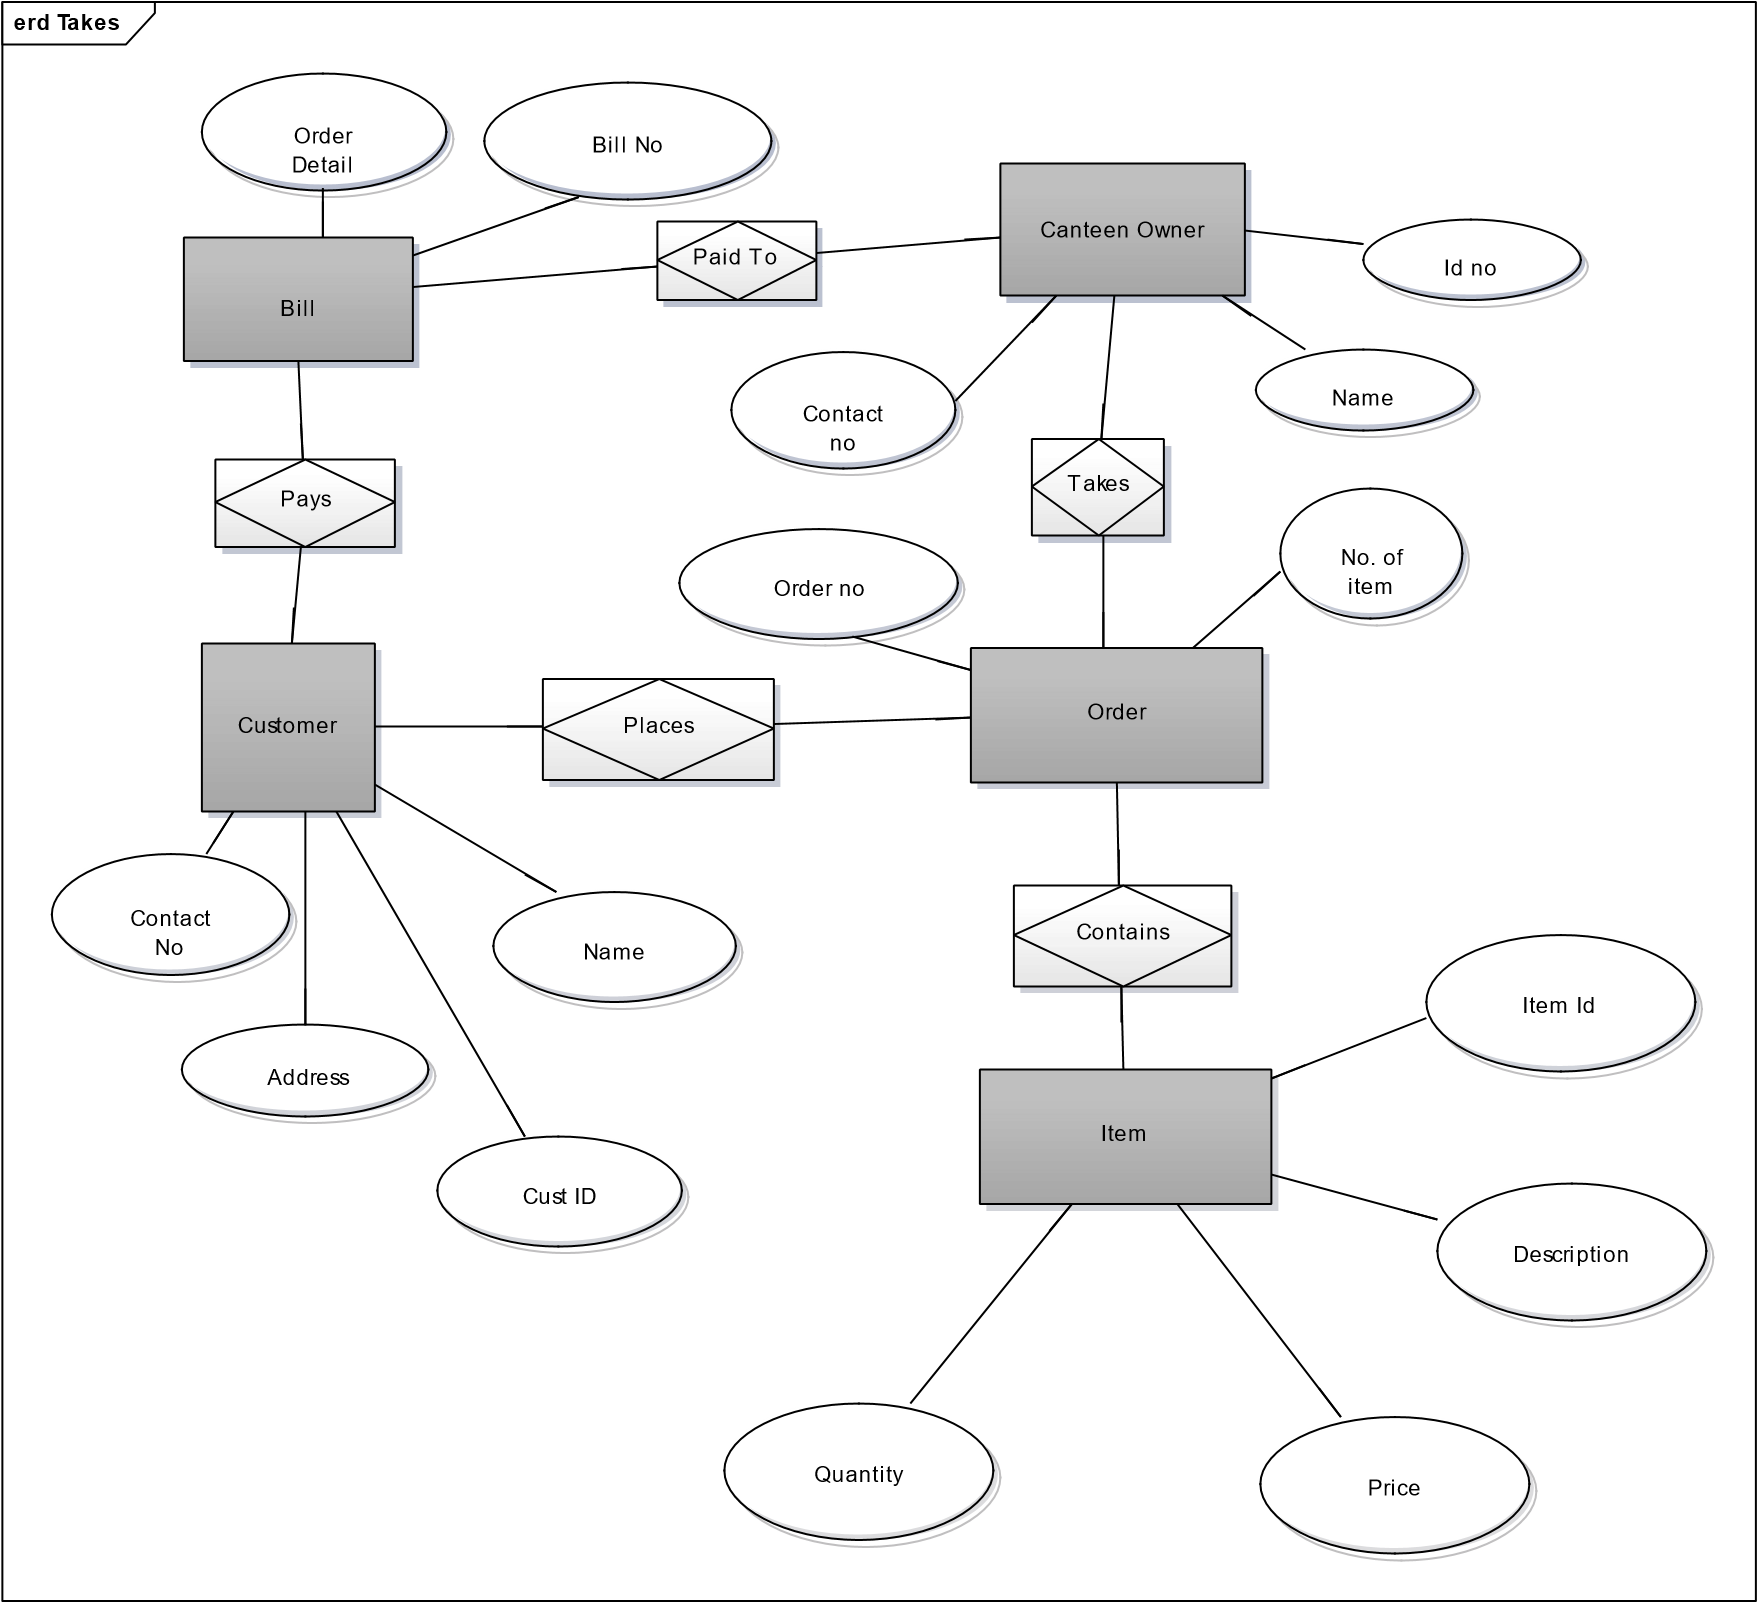 erd Takes
Order
Detail
Bill No
Canteen Owner
Paid To
Id no
Bill
Name
Contact
no
Takes
Pays
No. of
item
Order no
Order
Customer
Places
Contact
No
Name
Contains
Item Id
Address
Item
Cust ID
Description
Quantity
Price